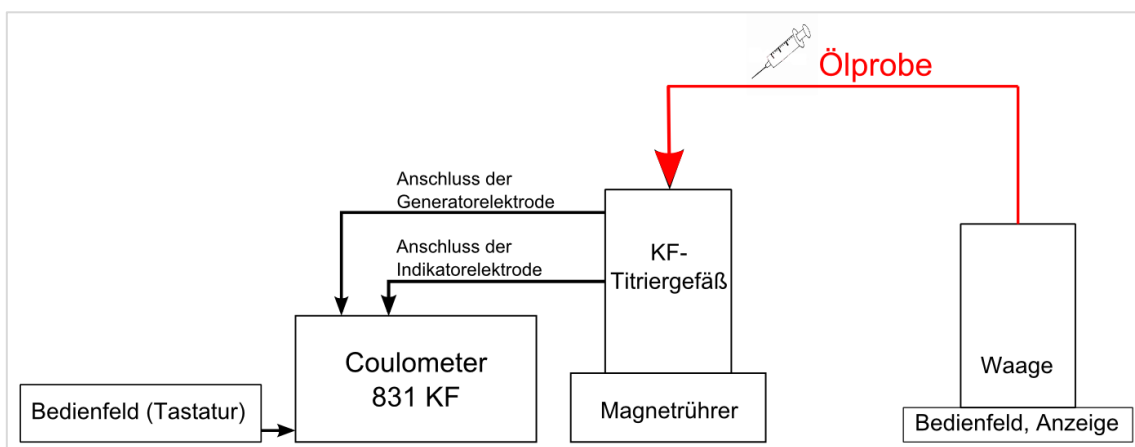 Ölprobe
Anschluss der
Generatorelektrode
Anschluss der
Indikatorelektrode
KF-
Titriergefäß
Coulometer
831 KF
Waage
Bedienfeld (Tastatur)
Magnetrührer
Bedienfeld, Anzeige